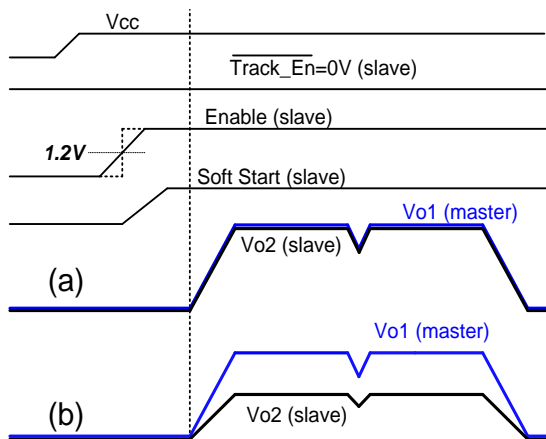 Vcc
Track_En=0V (slave)
Enable (slave)
1.2V
Soft Start (slave)
Vo1 (master)
Vo2 (slave)
(a)
Vo1 (master)
(b)
Vo2 (slave)